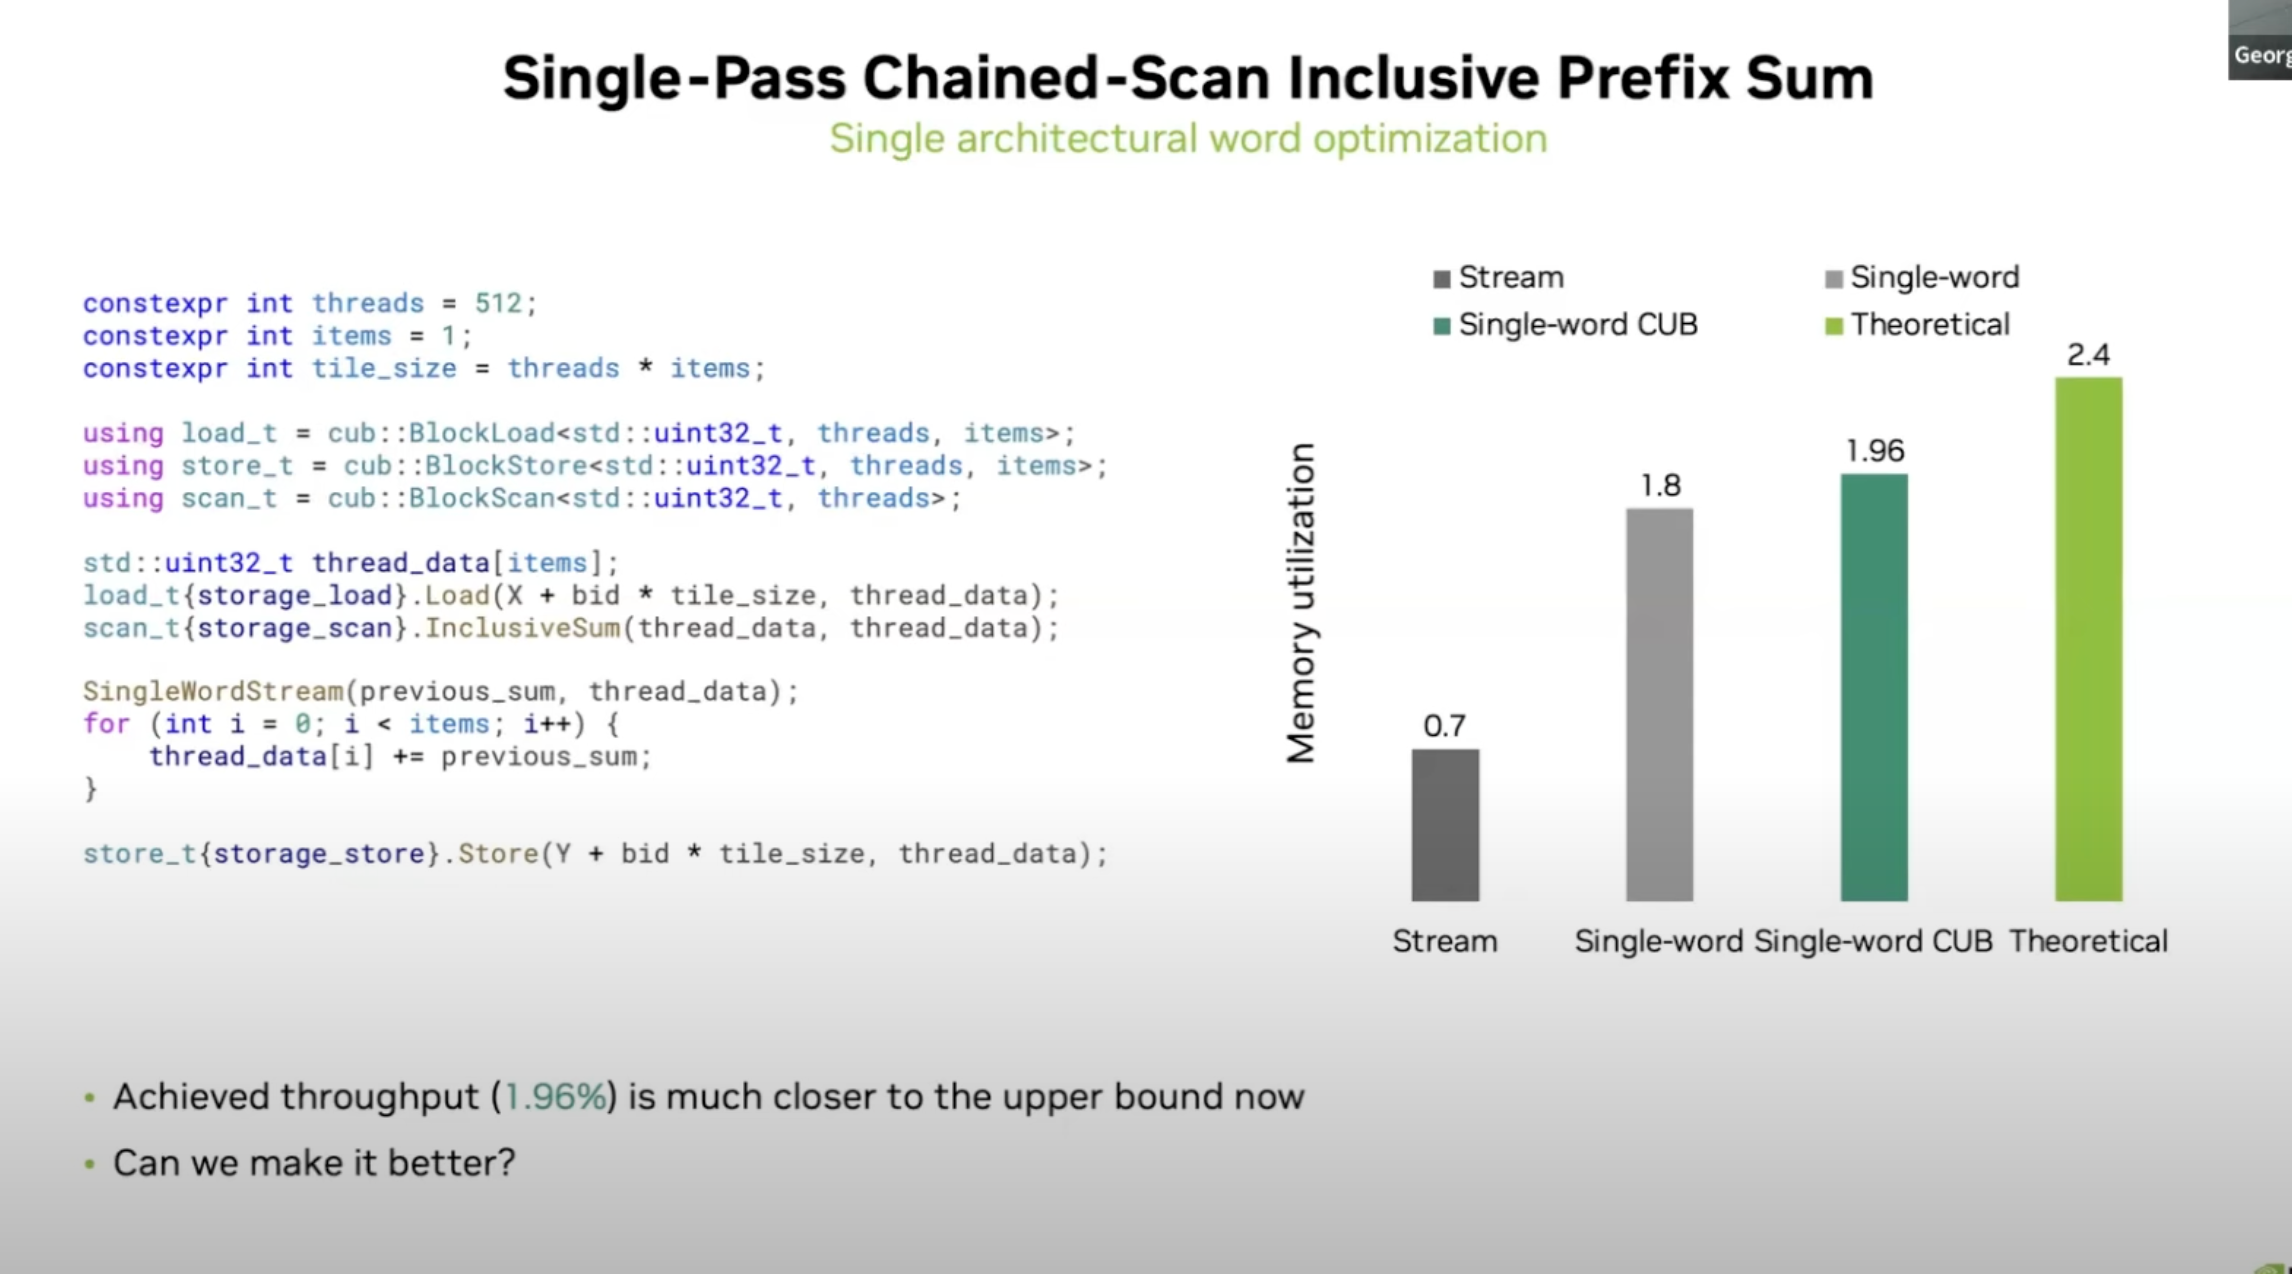 Georg
Single-Pass Chained-Scan Inclusive Prefix Sum
Single architectural word optimization
constexpr int threads = 512;
constexpr int items = 1;
constexpr int tile_size = threads * items;
using load_t = cub::BlockLoad<std::uint32_t, threads, items>;
using store_t = cub::BlockStore<std::uint32_t, threads, items>;
using scan_t = cub::BlockScan<std::uint32_t, threads>;
std::uint32_t thread_data[items];
load_t{storage_load}.Load(X + bid * tile_size, thread_data);
scan_t{storage_scan}.InclusiveSum(thread_data, thread_data);
SingleWordStream(previous_sum, thread_data);
for (int i = 0; i < items; i++) {
    thread_data[i] += previous_sum;
}
store_t{storage_store}.Store(Y + bid * tile_size, thread_data);
Stream
Single-word
Single-word CUB
Theoretical
Memory utilization
0.7
1.8
1.96
2.4
Stream
Single-word
Single-word CUB
Theoretical
• Achieved throughput (1.96%) is much closer to the upper bound now
• Can we make it better?